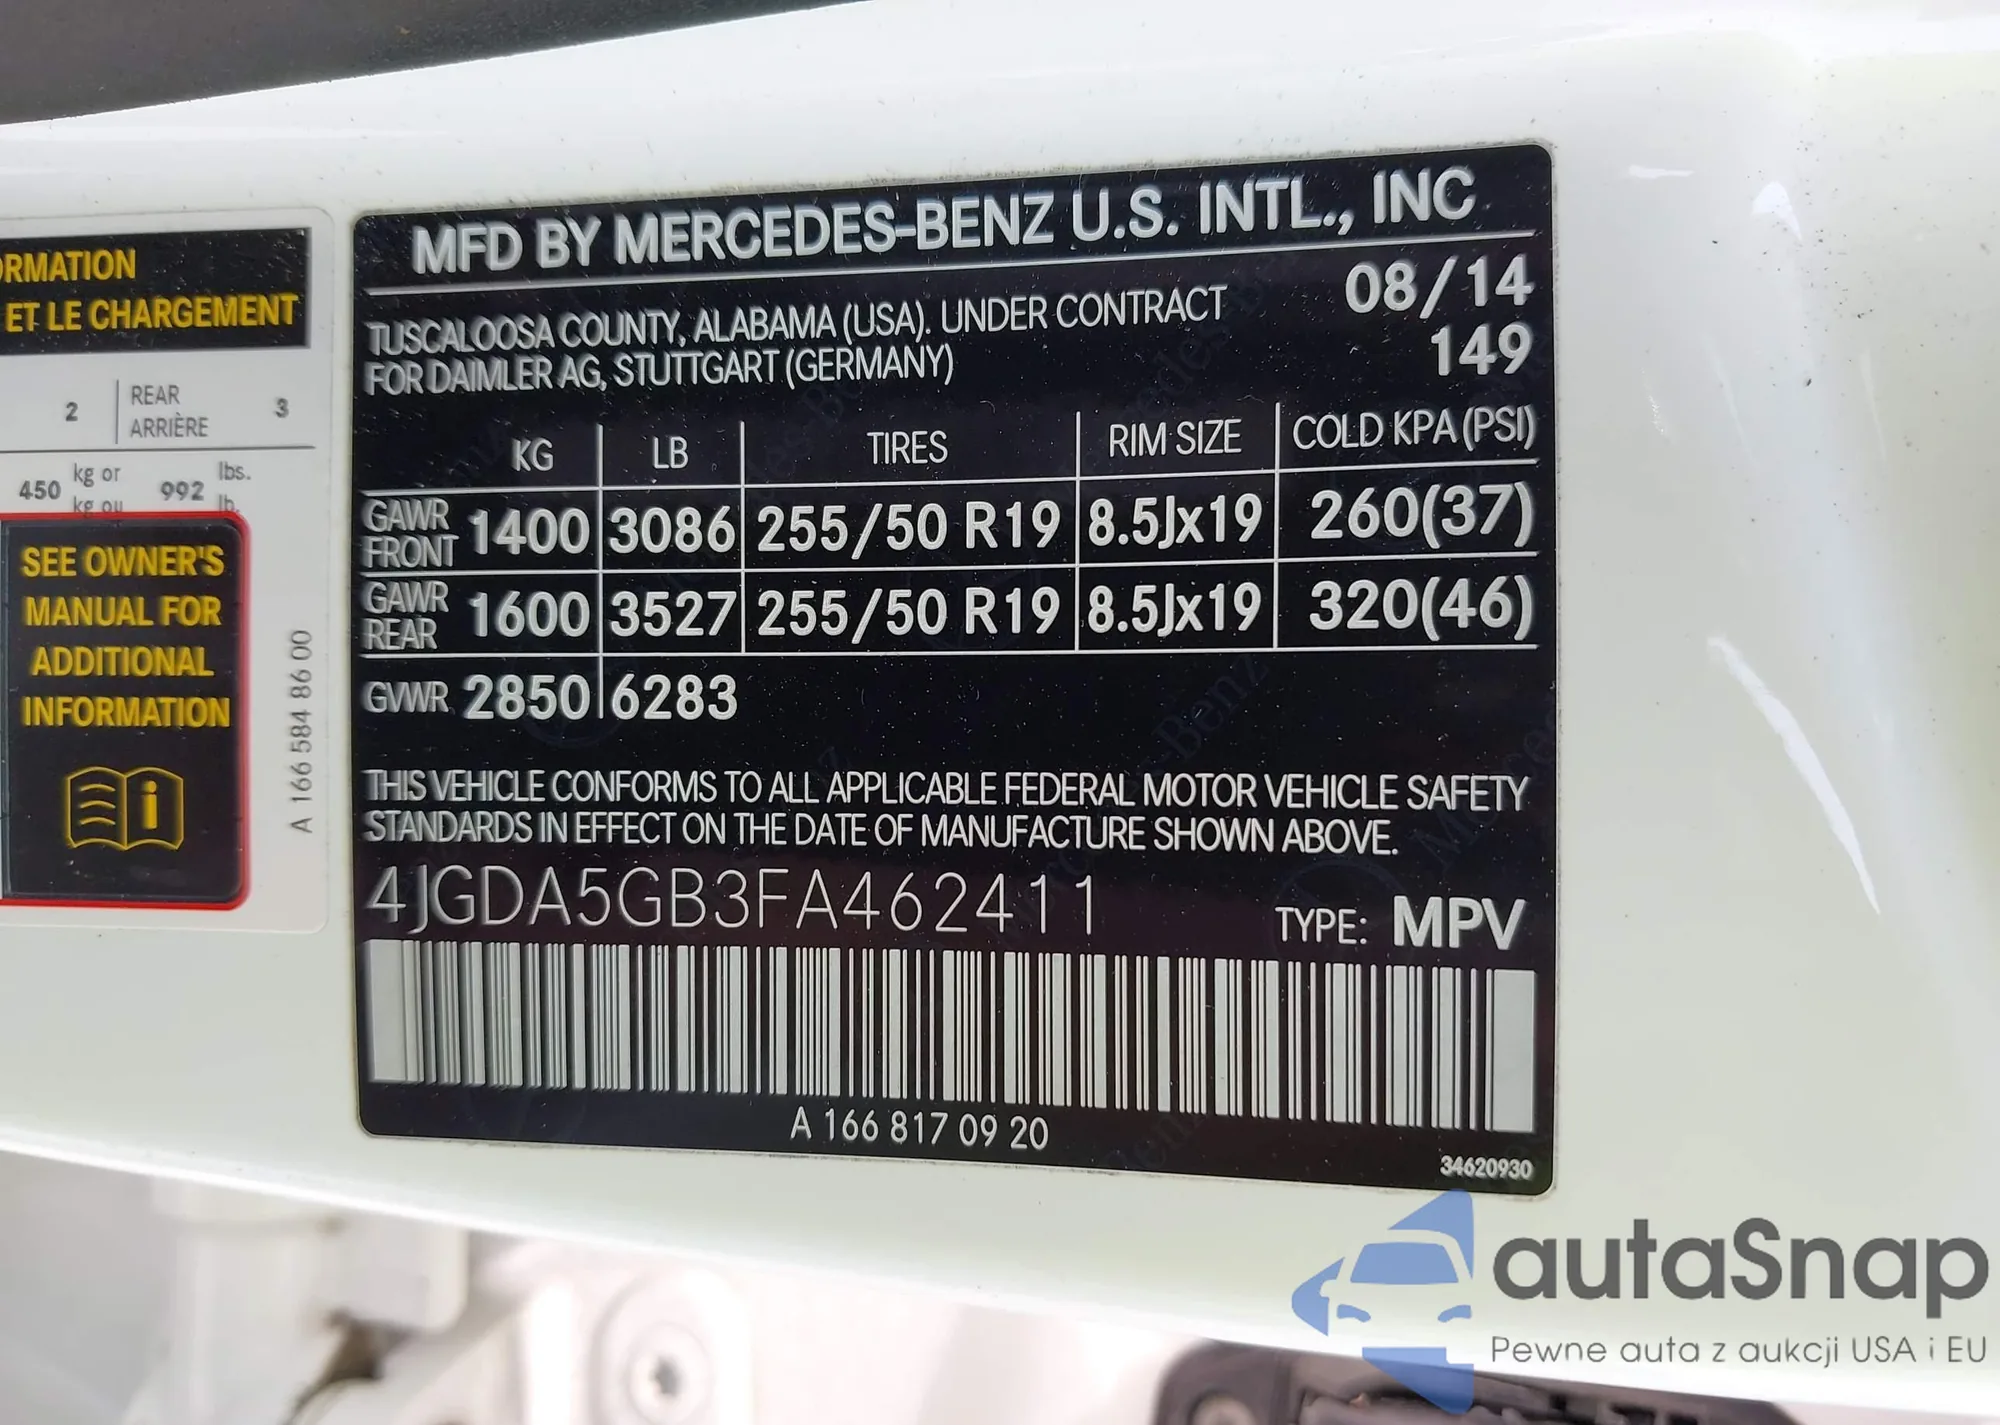 ORMATION
ET LE CHARGEMENT
2 REAR 3
ARRIÈRE
450 kg or 992 lbs.
kg ou lb.
SEE OWNER'S
MANUAL FOR
ADDITIONAL
INFORMATION
A 166 584 86 00
MFD BY MERCEDES-BENZ U.S. INTL., INC
TUSCALOOSA COUNTY, ALABAMA (USA). UNDER CONTRACT 08/14
FOR DAIMLER AG, STUTTGART (GERMANY) 149
KG LB TIRES RIM SIZE COLD KPA (PSI)
GAWR FRONT 1400 3086 255/50 R19 8.5Jx19 260(37)
GAWR REAR 1600 3527 255/50 R19 8.5Jx19 320(46)
GVWR 2850 6283
THIS VEHICLE CONFORMS TO ALL APPLICABLE FEDERAL MOTOR VEHICLE SAFETY
STANDARDS IN EFFECT ON THE DATE OF MANUFACTURE SHOWN ABOVE.
4JGDA5GB3FA462411 TYPE: MPV
A 166 817 09 20
34620930
autaSnap
Pewne auta z aukcji USA i EU